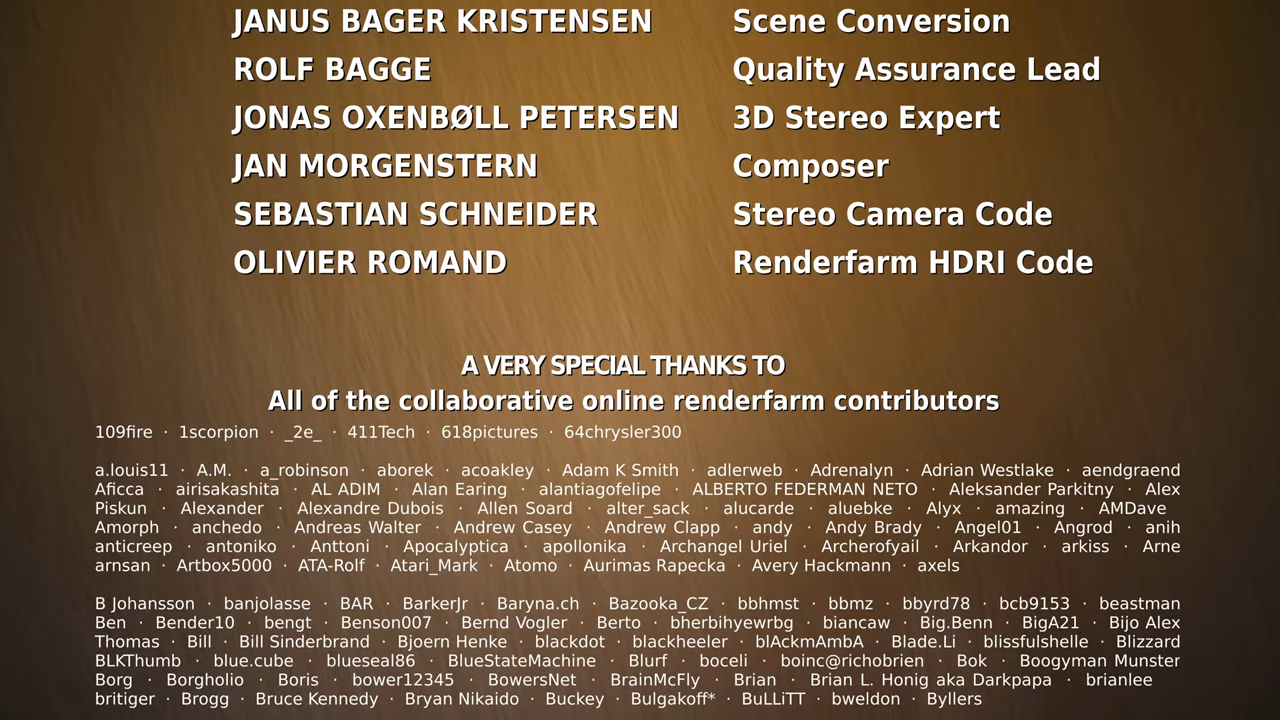 JANUS BAGER KRISTENSEN Scene Conversion
ROLF BAGGE Quality Assurance Lead
JONAS OXENBØLL PETERSEN 3D Stereo Expert
JAN MORGENSTERN Composer
SEBASTIAN SCHNEIDER Stereo Camera Code
OLIVIER ROMAND Renderfarm HDRI Code
A VERY SPECIAL THANKS TO
All of the collaborative online renderfarm contributors
109fire · 1scorpion · _2e_ · 411Tech · 618pictures · 64chrysler300
a.louis11 · A.M. · a_robinson · aborek · acoakley · Adam K Smith · adlerweb · Adrenalyn · Adrian Westlake · aendgraend
Aficca · airisakashita · AL ADIM · Alan Earing · alantiagofelipe · ALBERTO FEDERMAN NETO · Aleksander Parkitny · Alex
Piskun · Alexander · Alexandre Dubois · Allen Soard · alter_sack · alucarde · aluebke · Alyx · amazing · AMDave
Amorph · anchedo · Andreas Walter · Andrew Casey · Andrew Clapp · andy · Andy Brady · Angel01 · Angrod · anih
anticreep · antoniko · Anttoni · Apocalyptica · apollonika · Archangel Uriel · Archerofyail · Arkandor · arkiss · Arne
arnsan · Artbox5000 · ATA-Rolf · Atari_Mark · Atomo · Aurimas Rapecka · Avery Hackmann · axels
B Johansson · banjolasse · BAR · BarkerJr · Baryna.ch · Bazooka_CZ · bbhmst · bbmz · bbyrd78 · bcb9153 · beastman
Ben · Bender10 · bengt · Benson007 · Bernd Vogler · Berto · bherbihyewrbg · biancaw · Big.Benn · BigA21 · Bijo Alex
Thomas · Bill · Bill Sinderbrand · Bjoern Henke · blackdot · blackheeler · blAckmAmbA · Blade.Li · blissfulshelle · Blizzard
BLKThumb · blue.cube · blueseal86 · BlueStateMachine · Blurf · boceli · boinc@richobrien · Bok · Boogyman Munster
Borg · Borgholio · Boris · bower12345 · BowersNet · BrainMcFly · Brian · Brian L. Honig aka Darkpapa · brianlee
britiger · Brogg · Bruce Kennedy · Bryan Nikaido · Buckey · Bulgakoff* · BuLLiTT · bweldon · Byllers